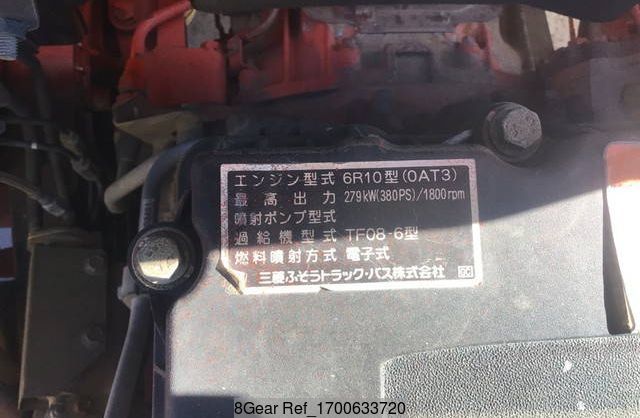 エンジン型式 6R10型(0AT3)
最高出力 279kW(380PS)/1800rpm
噴射ポンプ型式
過給機型式 TF08-6型
燃料噴射方式 電子式
三菱ふそうトラック・バス株式会社
8Gear Ref_1700633720